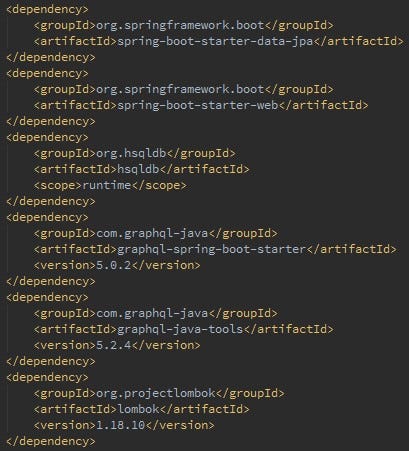 <dependency>
    <groupId>org.springframework.boot</groupId>
    <artifactId>spring-boot-starter-data-jpa</artifactId>
</dependency>
<dependency>
    <groupId>org.springframework.boot</groupId>
    <artifactId>spring-boot-starter-web</artifactId>
</dependency>
<dependency>
    <groupId>org.hsqldb</groupId>
    <artifactId>hsqldb</artifactId>
    <scope>runtime</scope>
</dependency>
<dependency>
    <groupId>com.graphql-java</groupId>
    <artifactId>graphql-spring-boot-starter</artifactId>
    <version>5.0.2</version>
</dependency>
<dependency>
    <groupId>com.graphql-java</groupId>
    <artifactId>graphql-java-tools</artifactId>
    <version>5.2.4</version>
</dependency>
<dependency>
    <groupId>org.projectlombok</groupId>
    <artifactId>lombok</artifactId>
    <version>1.18.10</version>
</dependency>